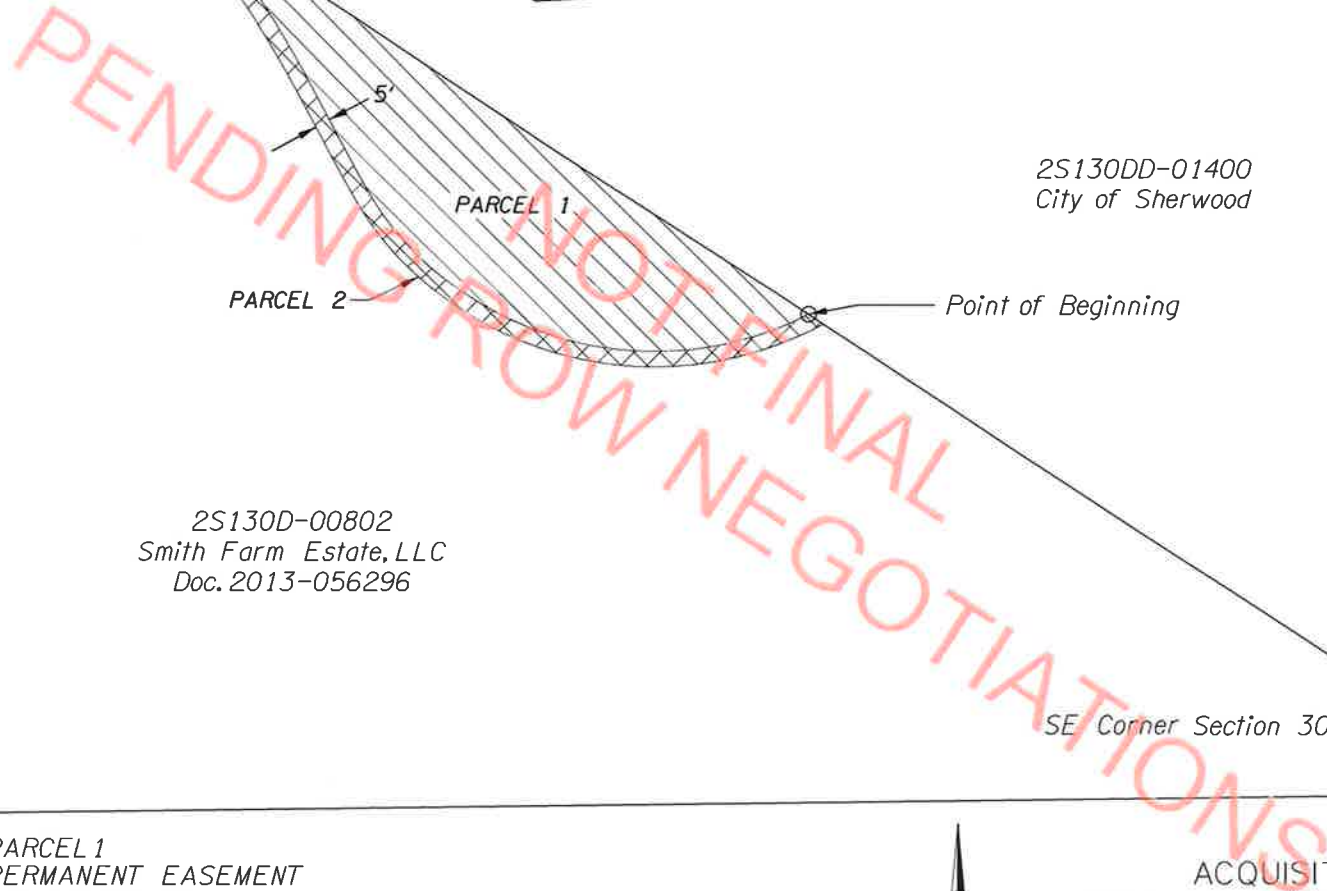 5'
2S130DD-01400
City of Sherwood
PARCEL 1
PARCEL 2
Point of Beginning
NOT FINAL
PENDING ROW NEGOTIATIONS
2S130D-00802
Smith Farm Estate, LLC
Doc. 2013-056296
SE Corner Section 30
PARCEL 1
PERMANENT EASEMENT
ACQUISIT